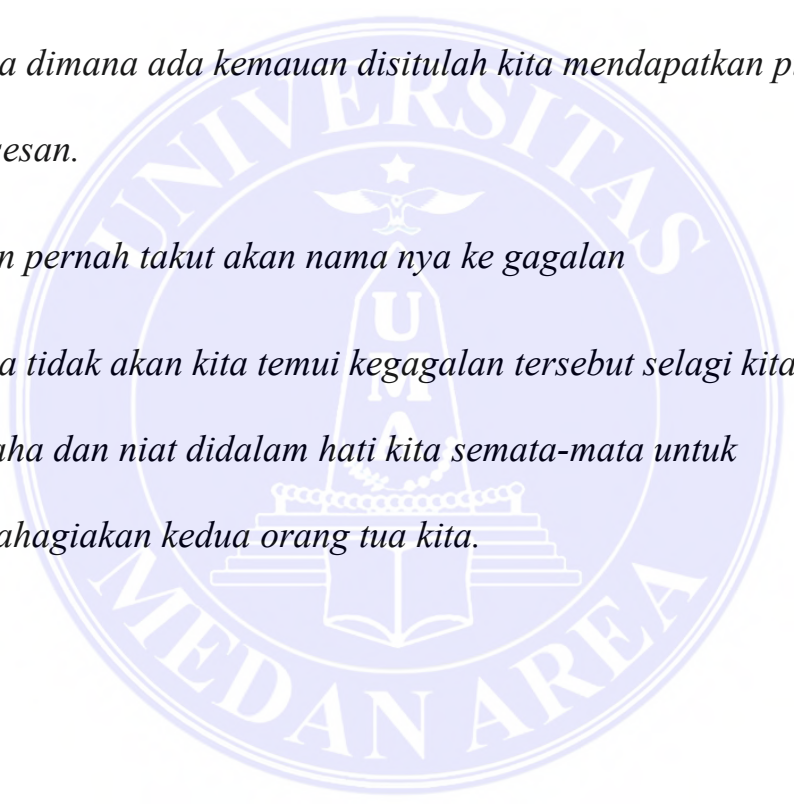 a dimana ada kemauan disitulah kita mendapatkan
esan.
n pernah takut akan nama nya ke gagalan
a tidak akan kita temui kegagalan tersebut selagi kita
aha dan niat didalam hati kita semata-mata untuk
ahagiakan kedua orang tua kita.
UNIVERSITAS
U
M
A
MEDAN AREA